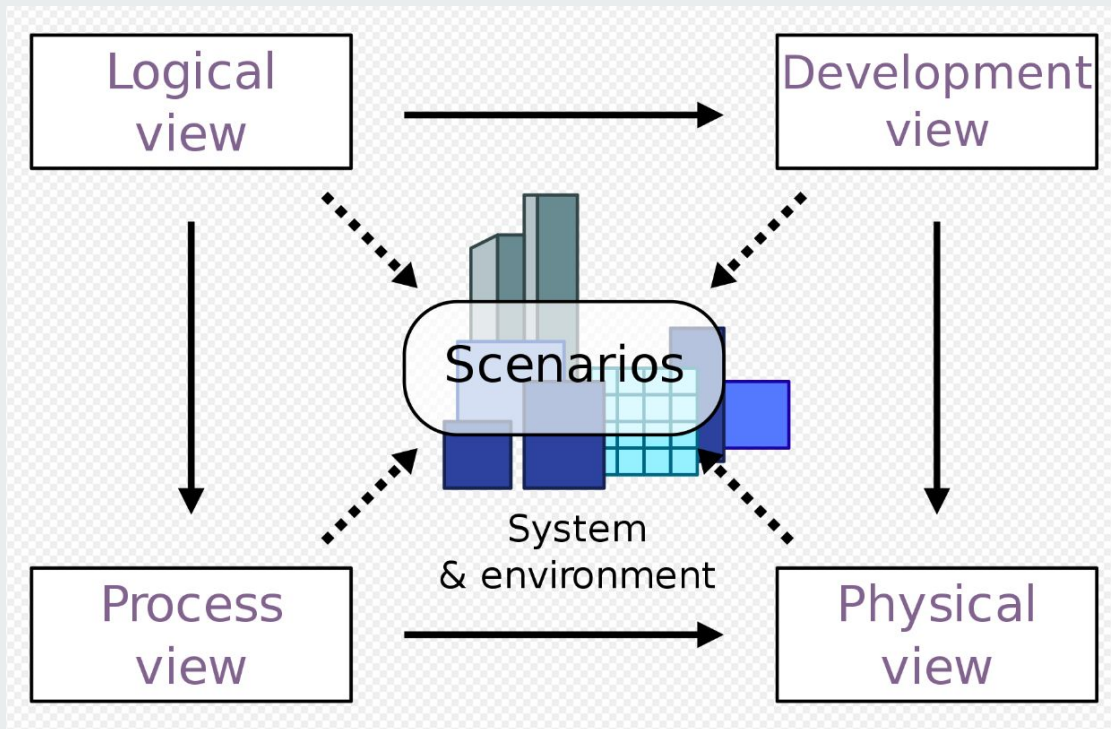 Logical
view
Development
view
Scenarios
System
& environment
Process
view
Physical
view